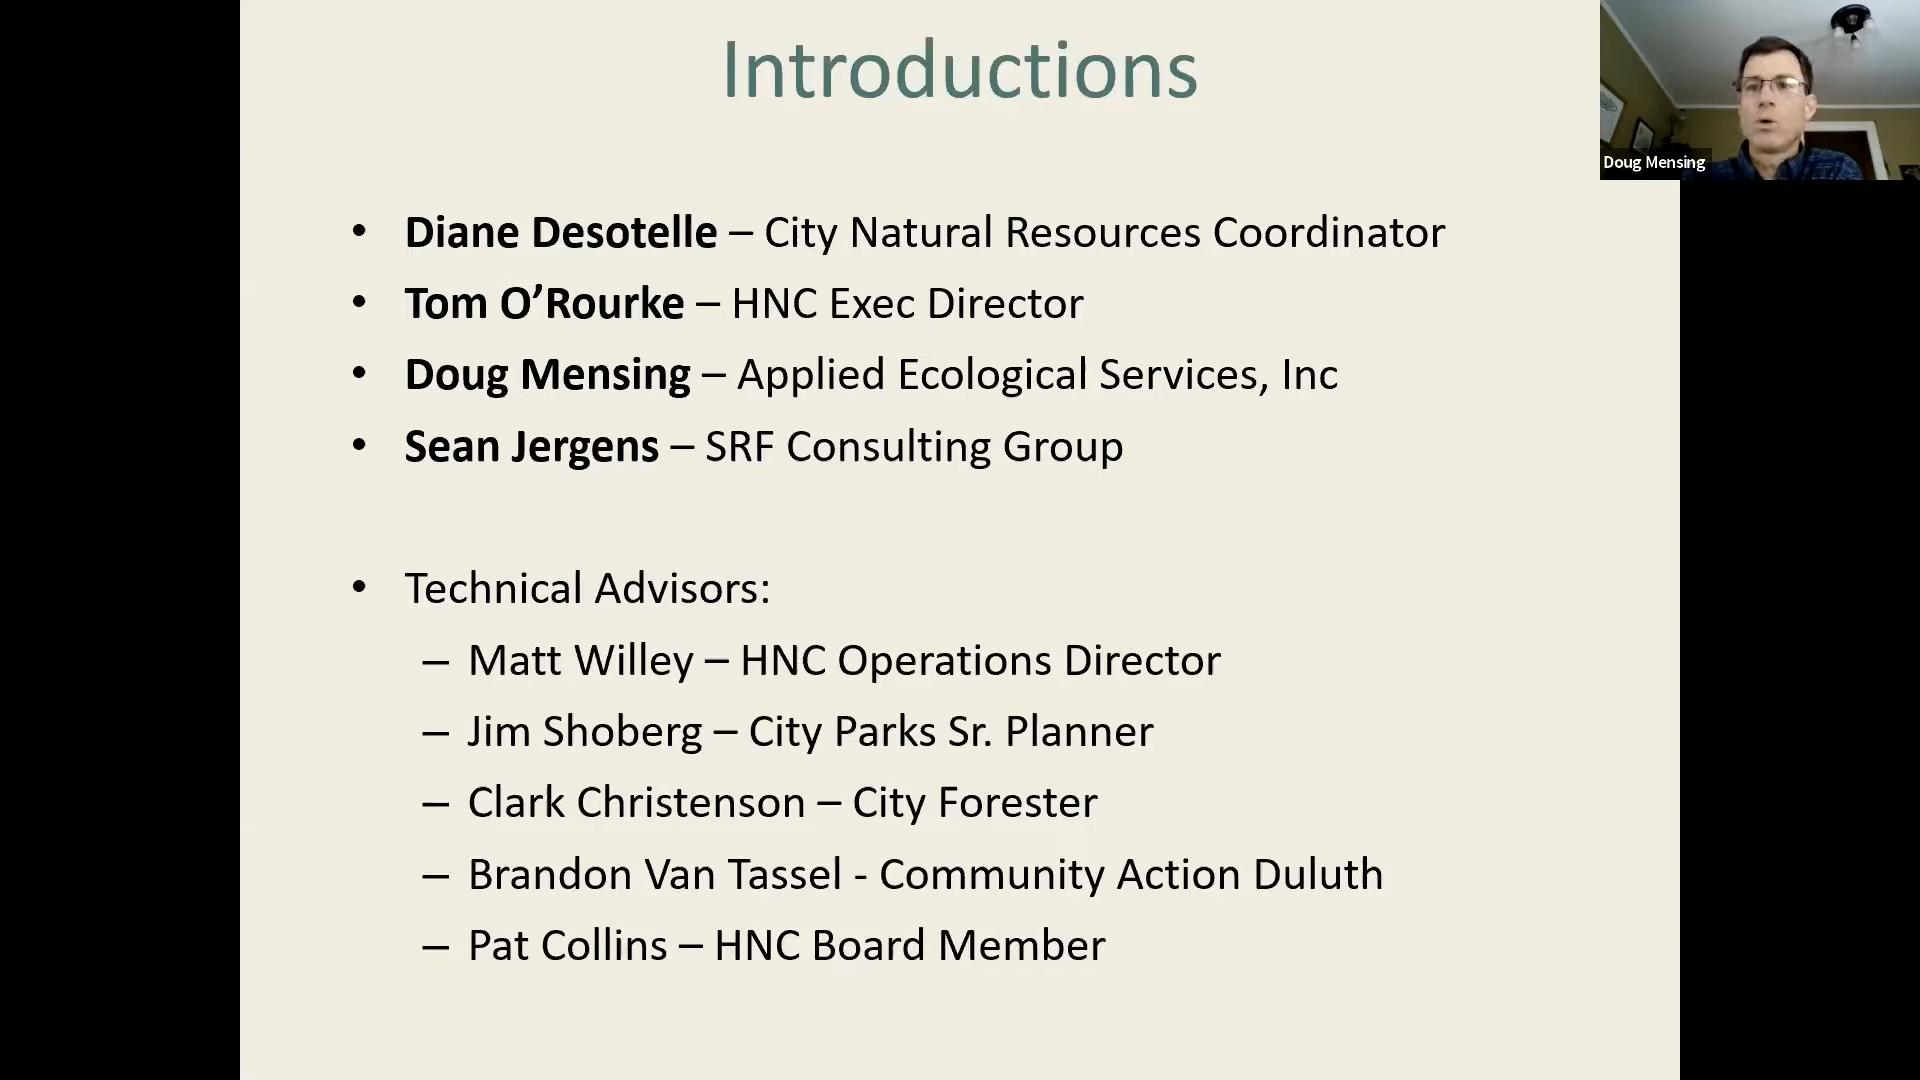 Introductions
Doug Mensing
• Diane Desotelle – City Natural Resources Coordinator
• Tom O’Rourke – HNC Exec Director
• Doug Mensing – Applied Ecological Services, Inc
• Sean Jergens – SRF Consulting Group
• Technical Advisors:
– Matt Willey – HNC Operations Director
– Jim Shoberg – City Parks Sr. Planner
– Clark Christenson – City Forester
– Brandon Van Tassel - Community Action Duluth
– Pat Collins – HNC Board Member